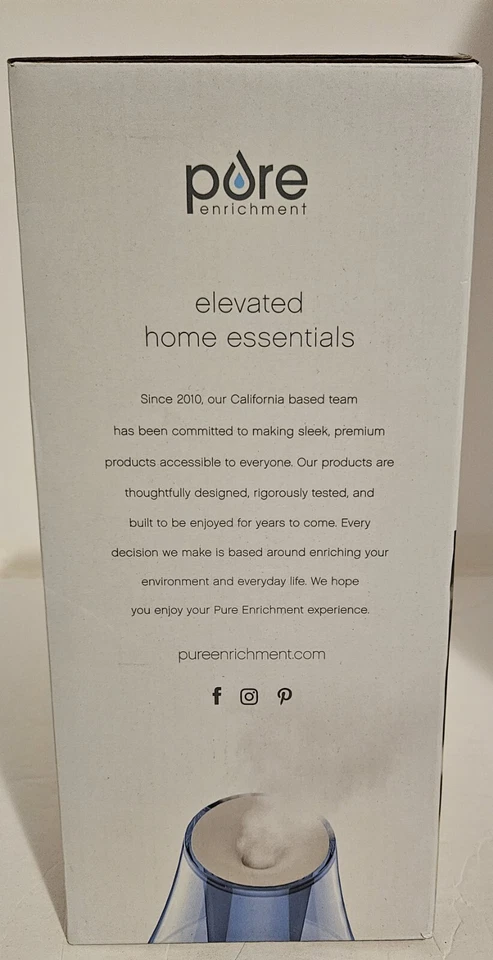 pure
enrichment
elevated
home essentials
Since 2010, our California based team
has been committed to making sleek, premium
products accessible to everyone. Our products are
thoughtfully designed, rigorously tested, and
built to be enjoyed for years to come. Every
decision we make is based around enriching your
environment and everyday life. We hope
you enjoy your Pure Enrichment experience.
pureenrichment.com